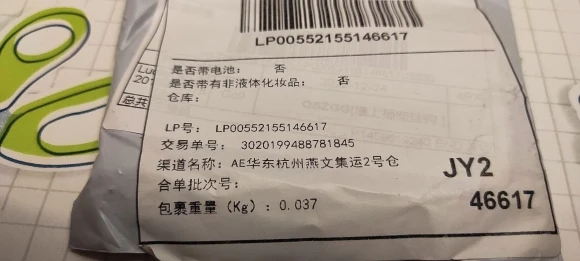 LP00552155146617
是否带电池： 否
是否带有非液体化妆品： 否
仓库：
LP号： LP00552155146617
交易单号： 3020199488781845
渠道名称： AE华东杭州燕文集运2号仓
JY2
合单批次号：
46617
包裹重量（Kg）：0.037